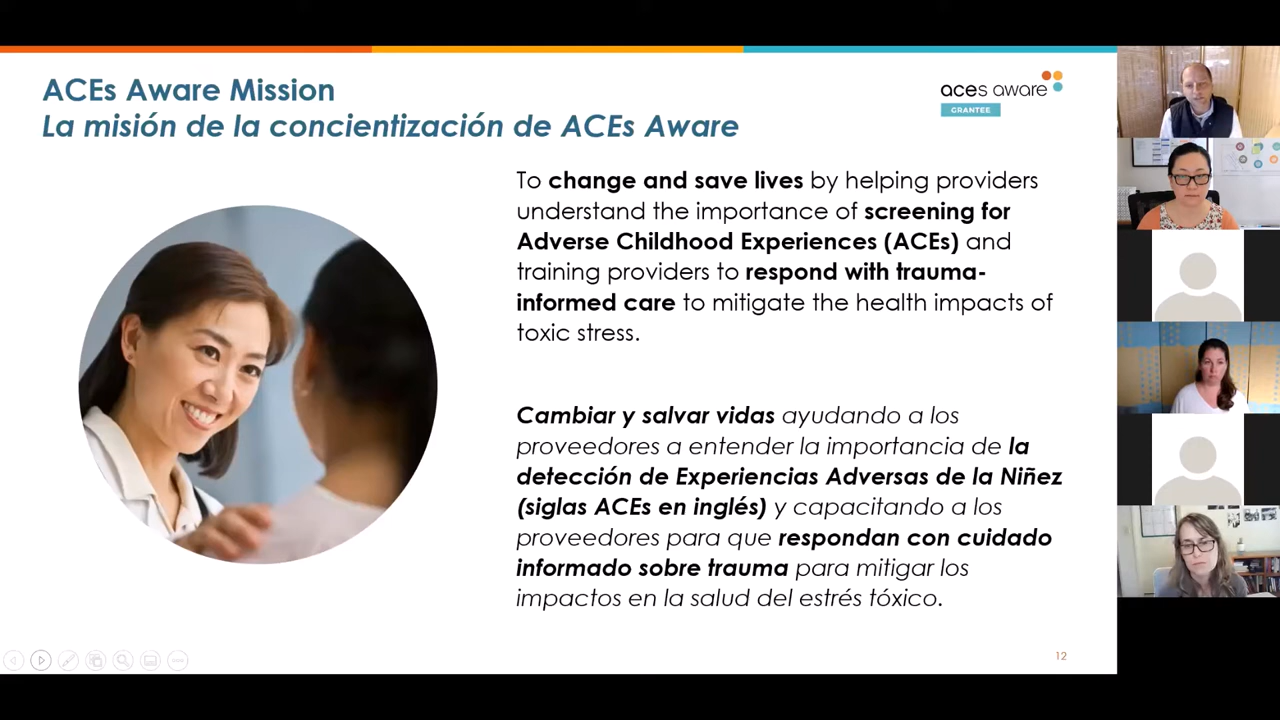 ACEs Aware Mission
La misión de la concientización de ACEs Aware
aces aware
GRANTEE
To change and save lives by helping providers
understand the importance of screening for
Adverse Childhood Experiences (ACEs) and
training providers to respond with trauma-
informed care to mitigate the health impacts of
toxic stress.
Cambiar y salvar vidas ayudando a los
proveedores a entender la importancia de la
detección de Experiencias Adversas de la Niñez
(siglas ACEs en inglés) y capacitando a los
proveedores para que respondan con cuidado
informado sobre trauma para mitigar los
impactos en la salud del estrés tóxico.
12